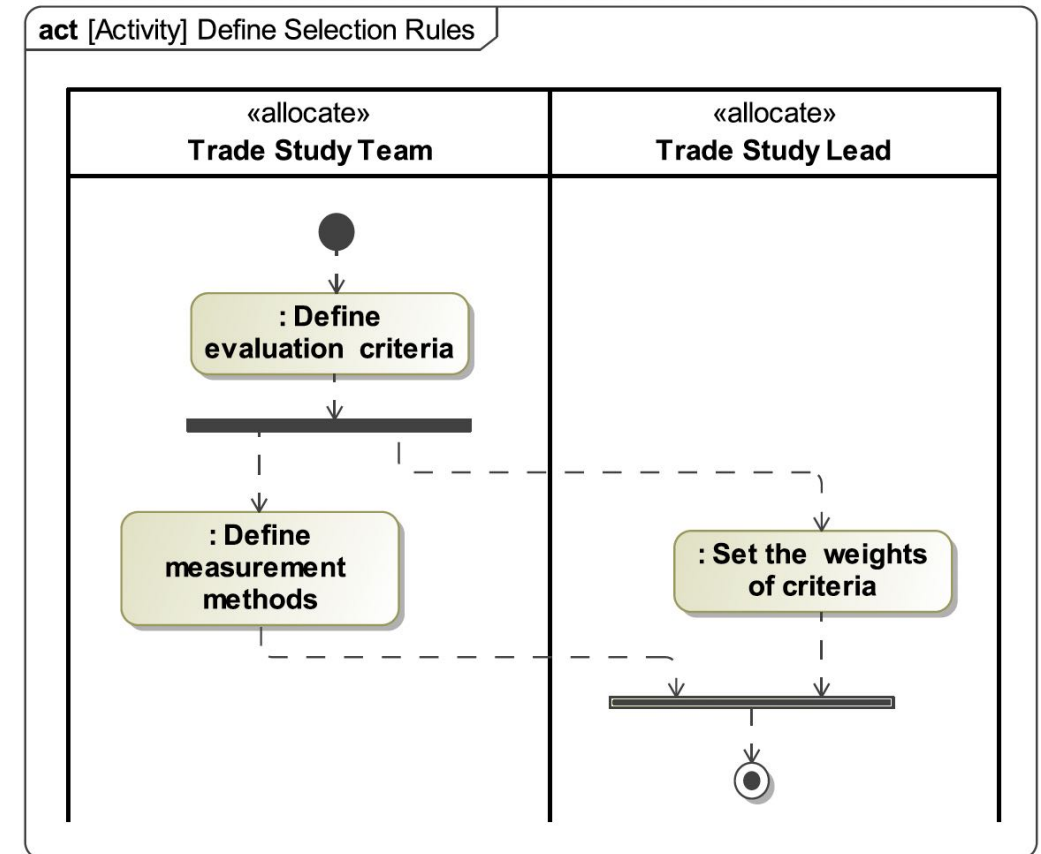 act [Activity] Define Selection Rules
«allocate»
Trade Study Team
«allocate»
Trade Study Lead
: Define
evaluation criteria
: Define
measurement
methods
: Set the weights
of criteria